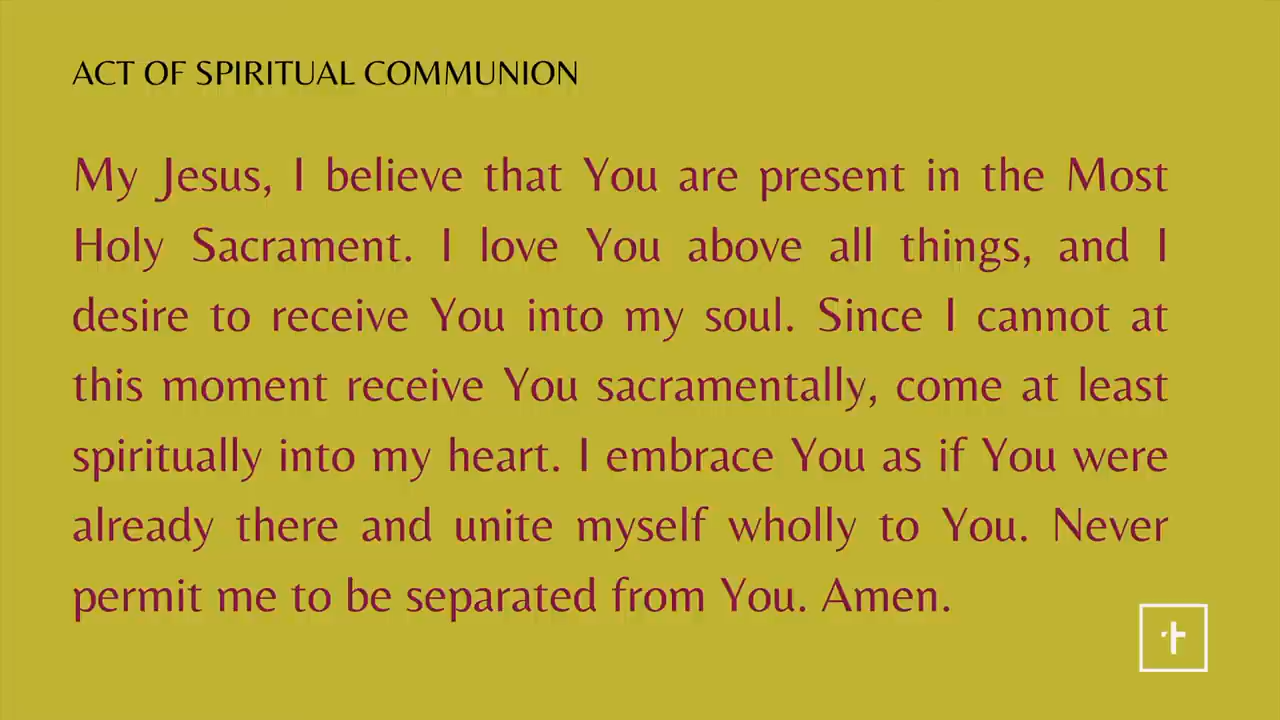 ACT OF SPIRITUAL COMMUNION
My Jesus, I believe that You are present in the Most
Holy Sacrament. I love You above all things, and I
desire to receive You into my soul. Since I cannot at
this moment receive You sacramentally, come at least
spiritually into my heart. I embrace You as if You were
already there and unite myself wholly to You. Never
permit me to be separated from You. Amen.